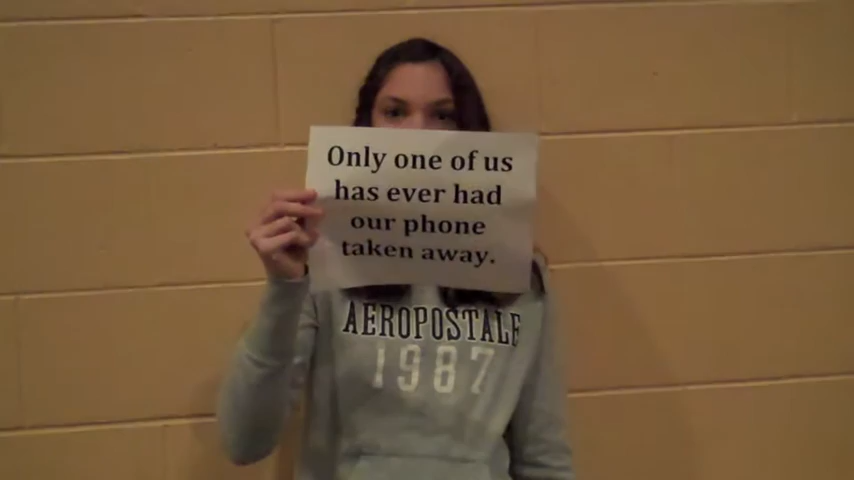 Only one of us
has ever had
our phone
taken away.
AEROPOSTALE
1987